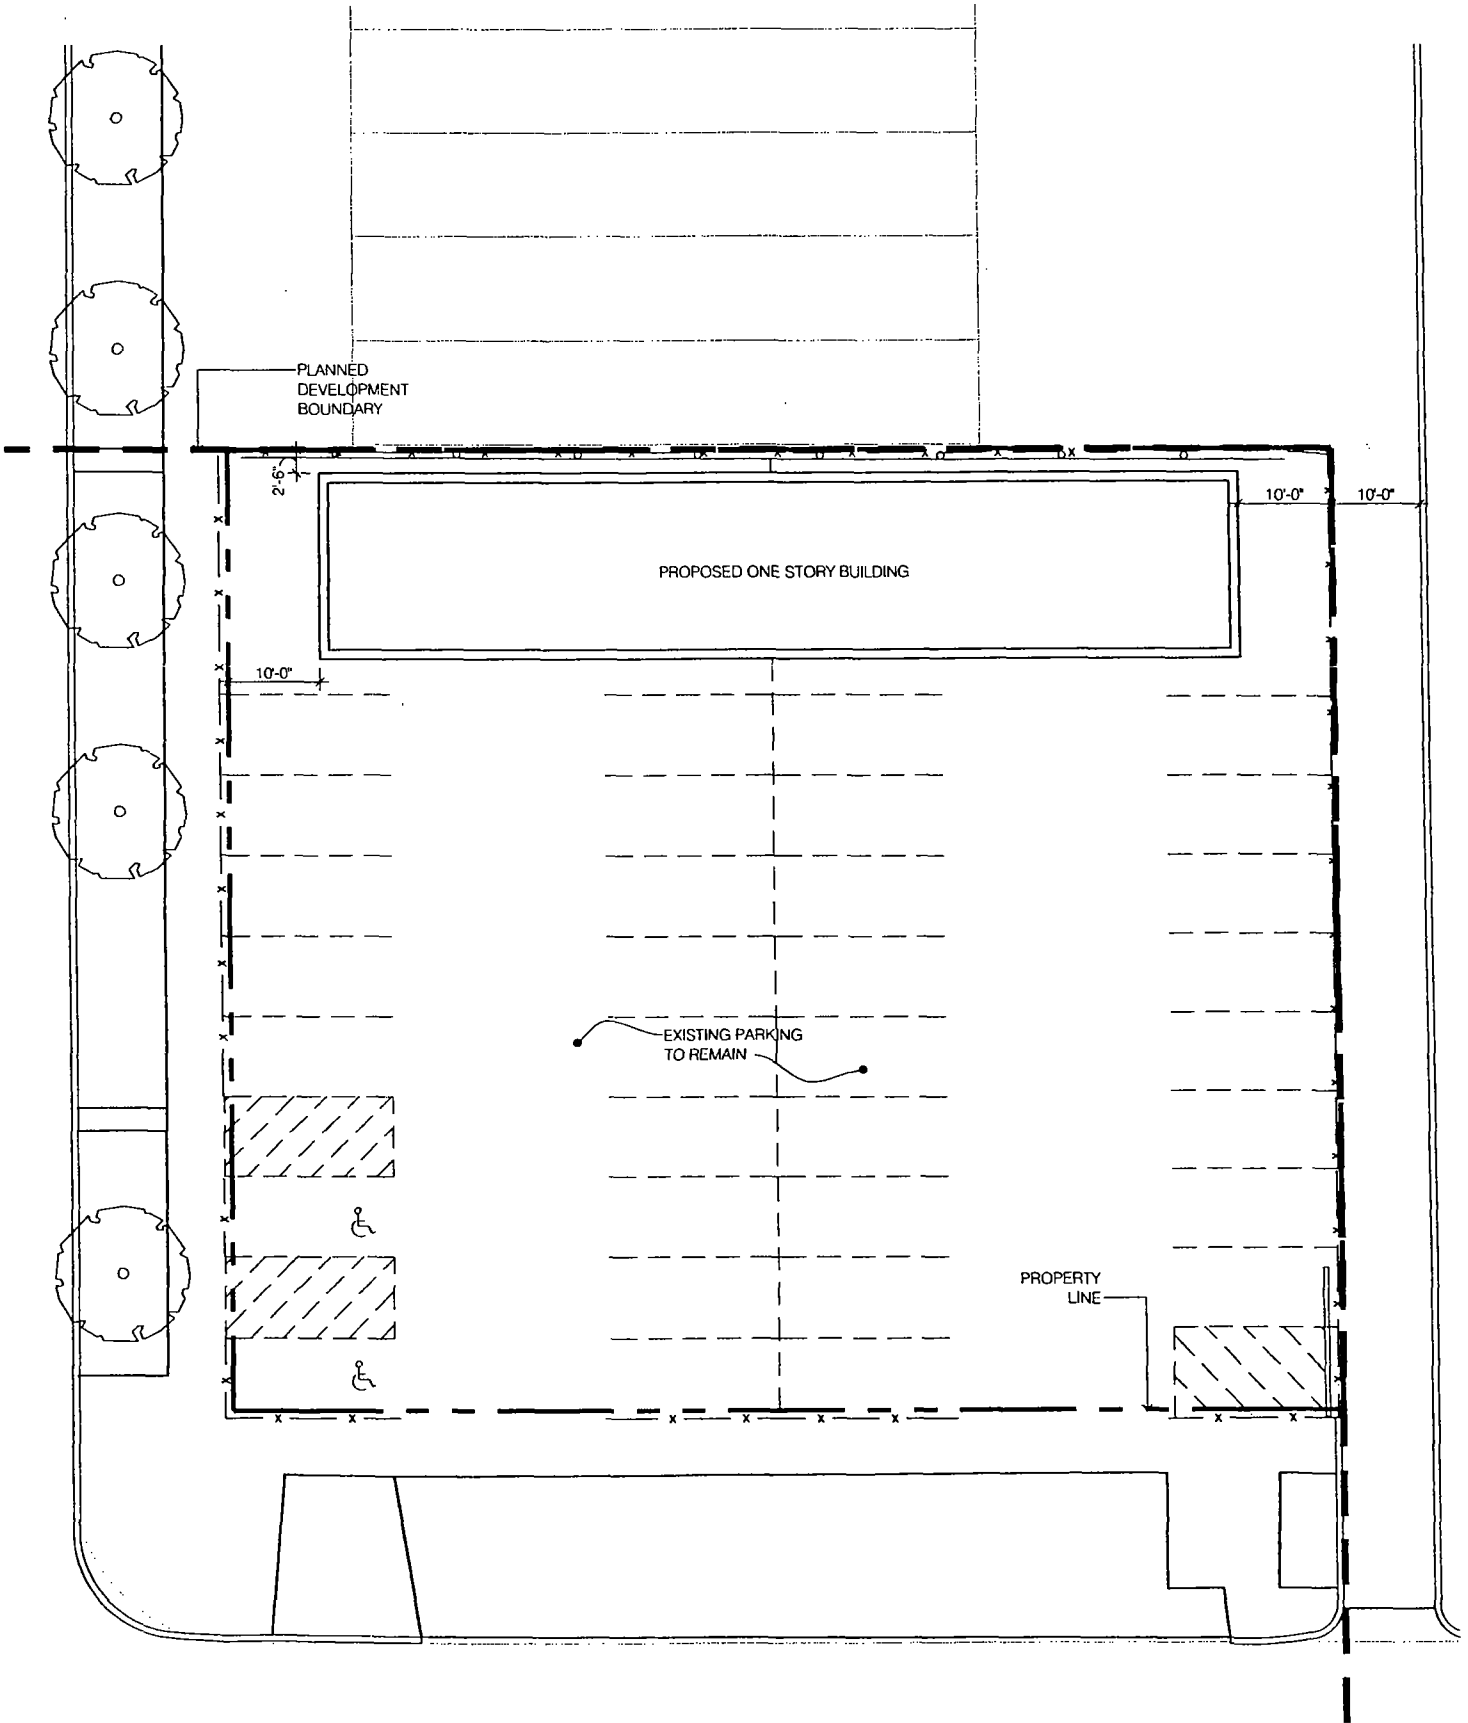 PLANNED
DEVELOPMENT
BOUNDARY
2'-6"
10'-0"
10'-0"
PROPOSED ONE STORY BUILDING
10'-0"
EXISTING PARKING
TO REMAIN
PROPERTY
LINE